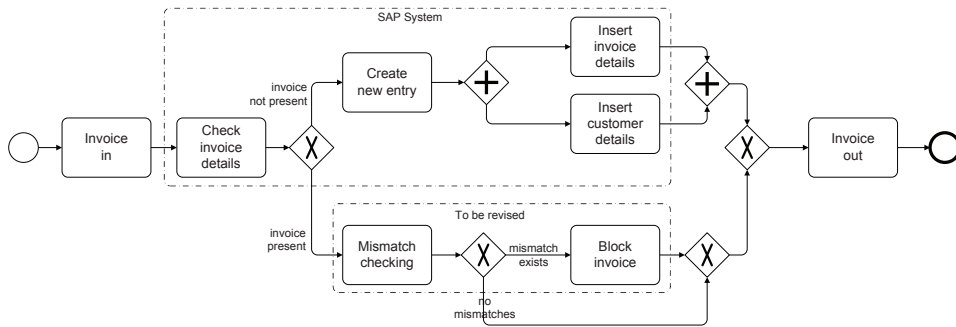 SAP System
Insert
invoice
details
Create
new entry
invoice
not present
Insert
customer
details
Invoice
in
Check
invoice
details
Invoice
out
To be revised
invoice
present
Mismatch
checking
mismatch
exists
Block
invoice
no
mismatches